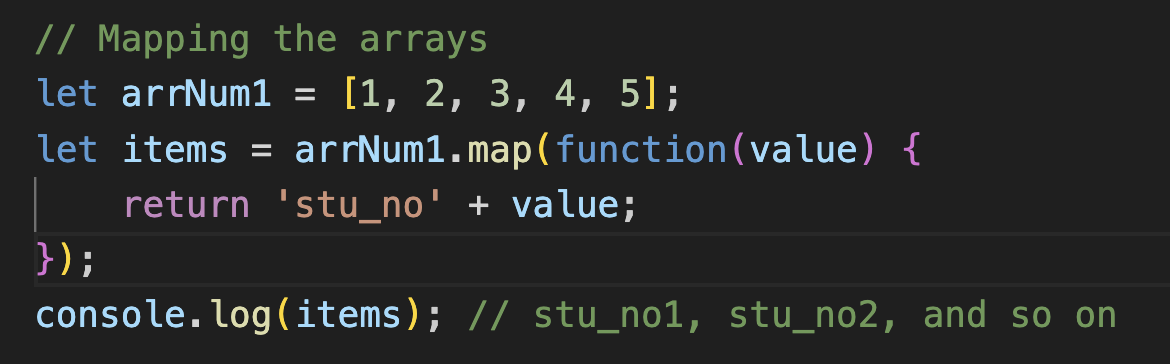 // Mapping the arrays
let arrNum1 = [1, 2, 3, 4, 5];
let items = arrNum1.map(function(value) {
    return 'stu_no' + value;
});
console.log(items); // stu_no1, stu_no2, and so on